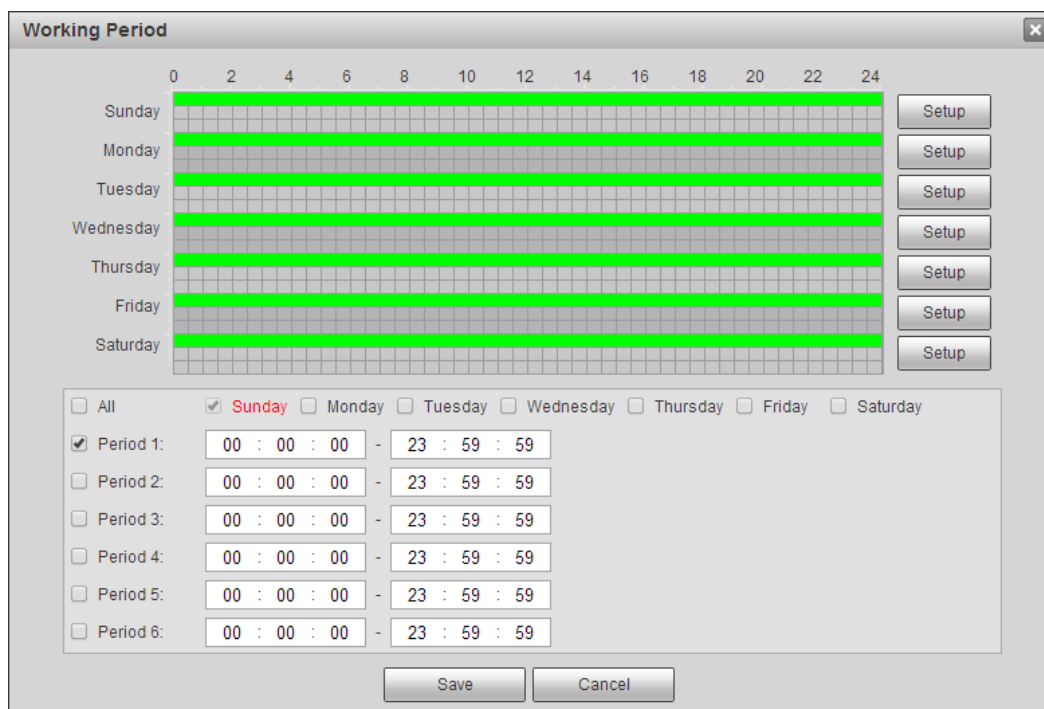 Working Period
0 2 4 6 8 10 12 14 16 18 20 22 24
Sunday Setup
Monday Setup
Tuesday Setup
Wednesday Setup
Thursday Setup
Friday Setup
Saturday Setup
All Sunday Monday Tuesday Wednesday Thursday Friday Saturday
Period 1: 00 : 00 : 00 - 23 : 59 : 59
Period 2: 00 : 00 : 00 - 23 : 59 : 59
Period 3: 00 : 00 : 00 - 23 : 59 : 59
Period 4: 00 : 00 : 00 - 23 : 59 : 59
Period 5: 00 : 00 : 00 - 23 : 59 : 59
Period 6: 00 : 00 : 00 - 23 : 59 : 59
Save Cancel